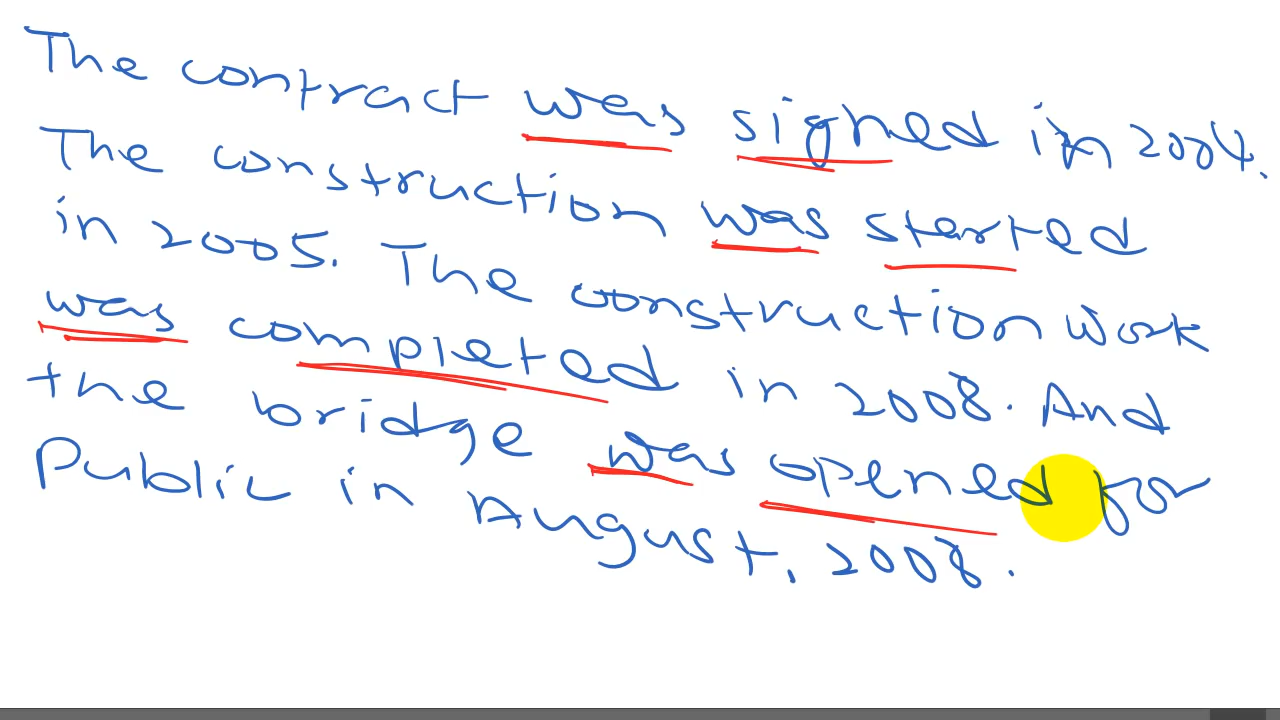 The contract was signed in 2004.
The construction was started
in 2005. The construction work
was completed in 2008. And
the bridge was opened for
Public in August, 2008.